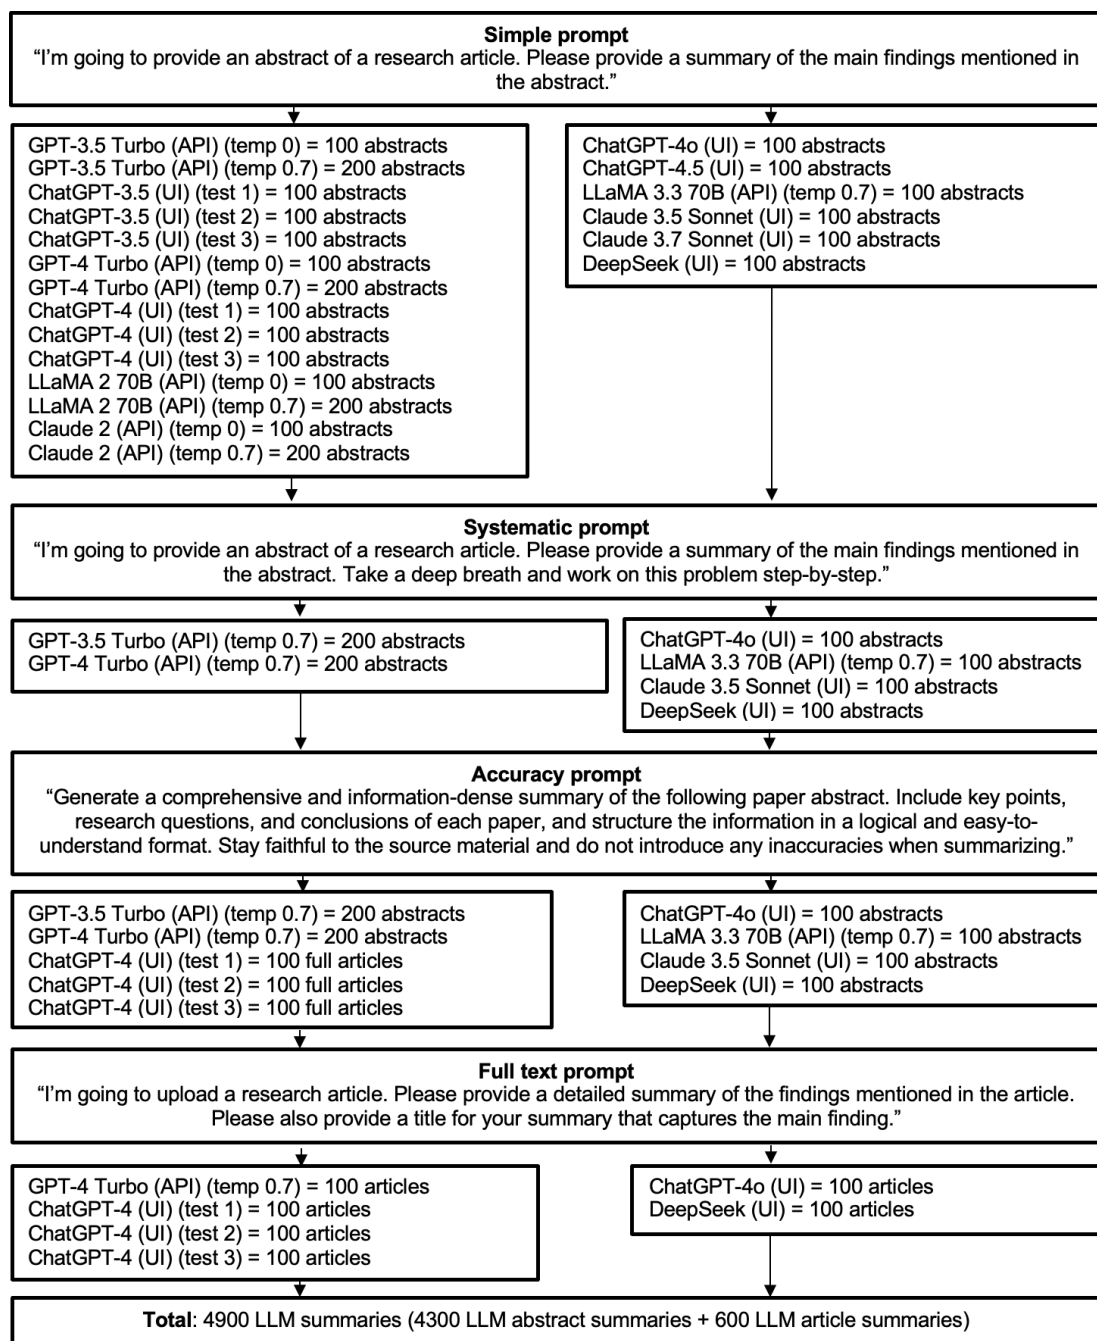 Simple prompt
“I’m going to provide an abstract of a research article. Please provide a summary of the main findings mentioned in
the abstract.”
GPT-3.5 Turbo (API) (temp 0) = 100 abstracts
GPT-3.5 Turbo (API) (temp 0.7) = 200 abstracts
ChatGPT-3.5 (UI) (test 1) = 100 abstracts
ChatGPT-3.5 (UI) (test 2) = 100 abstracts
ChatGPT-3.5 (UI) (test 3) = 100 abstracts
GPT-4 Turbo (API) (temp 0) = 100 abstracts
GPT-4 Turbo (API) (temp 0.7) = 200 abstracts
ChatGPT-4 (UI) (test 1) = 100 abstracts
ChatGPT-4 (UI) (test 2) = 100 abstracts
ChatGPT-4 (UI) (test 3) = 100 abstracts
LLaMA 2 70B (API) (temp 0) = 100 abstracts
LLaMA 2 70B (API) (temp 0.7) = 200 abstracts
Claude 2 (API) (temp 0) = 100 abstracts
Claude 2 (API) (temp 0.7) = 200 abstracts
ChatGPT-4o (UI) = 100 abstracts
ChatGPT-4.5 (UI) = 100 abstracts
LLaMA 3.3 70B (API) (temp 0.7) = 100 abstracts
Claude 3.5 Sonnet (UI) = 100 abstracts
Claude 3.7 Sonnet (UI) = 100 abstracts
DeepSeek (UI) = 100 abstracts
Systematic prompt
“I’m going to provide an abstract of a research article. Please provide a summary of the main findings mentioned in
the abstract. Take a deep breath and work on this problem step-by-step.”
GPT-3.5 Turbo (API) (temp 0.7) = 200 abstracts
GPT-4 Turbo (API) (temp 0.7) = 200 abstracts
ChatGPT-4o (UI) = 100 abstracts
LLaMA 3.3 70B (API) (temp 0.7) = 100 abstracts
Claude 3.5 Sonnet (UI) = 100 abstracts
DeepSeek (UI) = 100 abstracts
Accuracy prompt
“Generate a comprehensive and information-dense summary of the following paper abstract. Include key points,
research questions, and conclusions of each paper, and structure the information in a logical and easy-to-
understand format. Stay faithful to the source material and do not introduce any inaccuracies when summarizing.”
GPT-3.5 Turbo (API) (temp 0.7) = 200 abstracts
GPT-4 Turbo (API) (temp 0.7) = 200 abstracts
ChatGPT-4 (UI) (test 1) = 100 full articles
ChatGPT-4 (UI) (test 2) = 100 full articles
ChatGPT-4 (UI) (test 3) = 100 full articles
ChatGPT-4o (UI) = 100 abstracts
LLaMA 3.3 70B (API) (temp 0.7) = 100 abstracts
Claude 3.5 Sonnet (UI) = 100 abstracts
DeepSeek (UI) = 100 abstracts
Full text prompt
“I’m going to upload a research article. Please provide a detailed summary of the findings mentioned in the article.
Please also provide a title for your summary that captures the main finding.”
GPT-4 Turbo (API) (temp 0.7) = 100 articles
ChatGPT-4 (UI) (test 1) = 100 articles
ChatGPT-4 (UI) (test 2) = 100 articles
ChatGPT-4 (UI) (test 3) = 100 articles
ChatGPT-4o (UI) = 100 articles
DeepSeek (UI) = 100 articles
Total: 4900 LLM summaries (4300 LLM abstract summaries + 600 LLM article summaries)